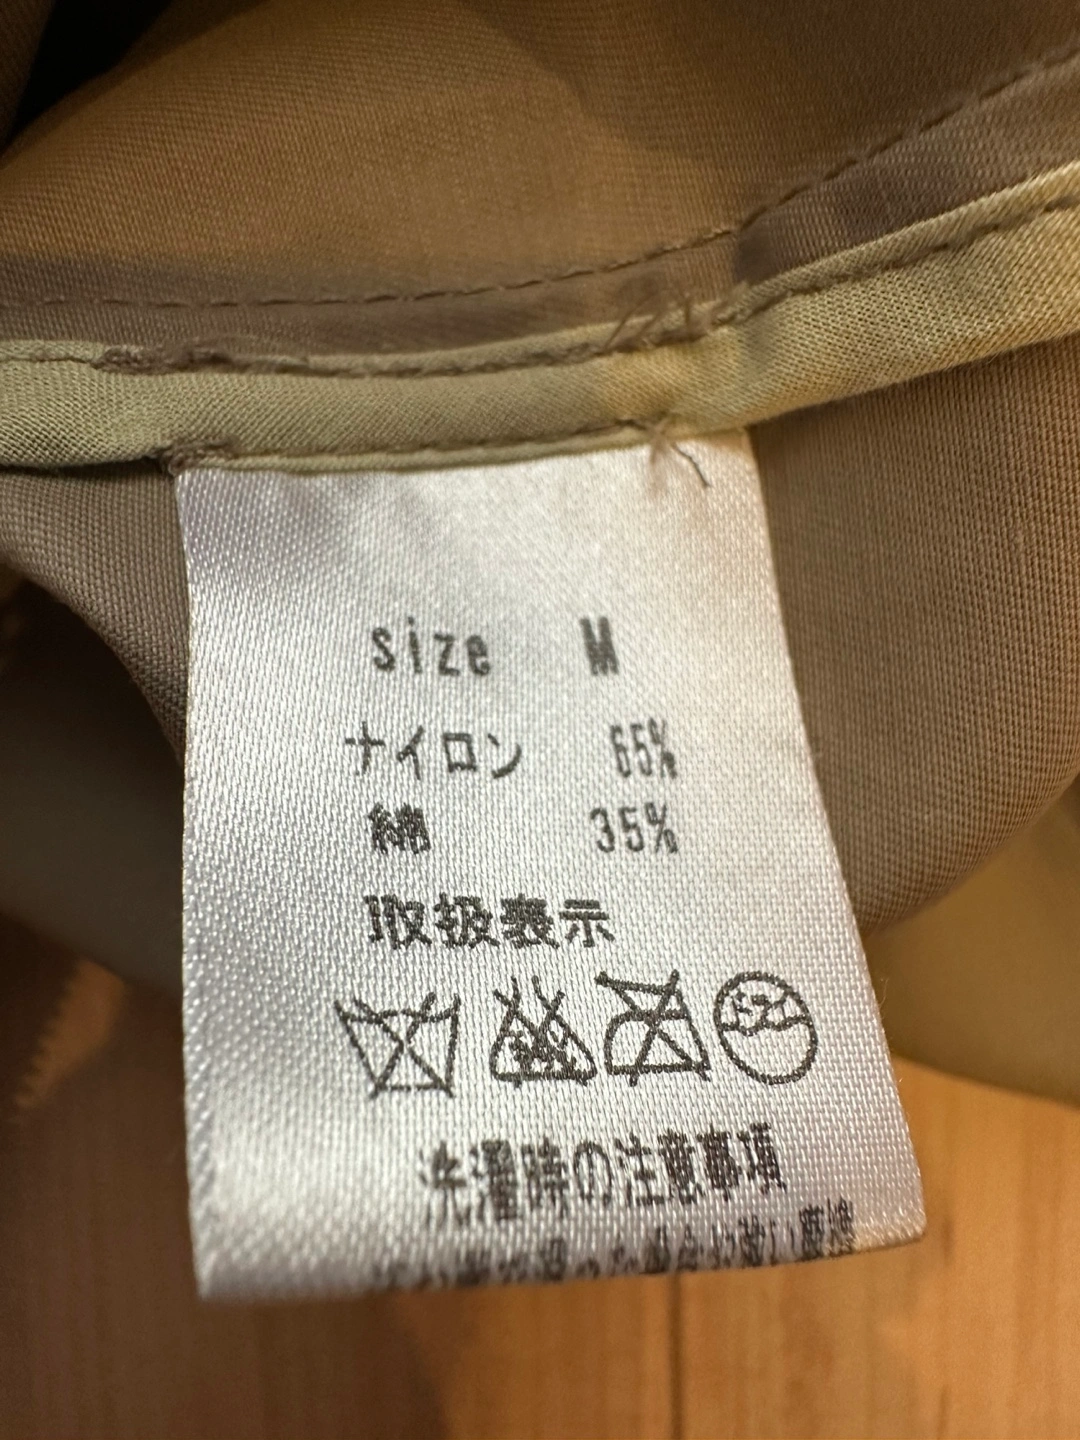 size M
ナイロン 65%
綿 35%
取扱表示
洗濯時の注意事項